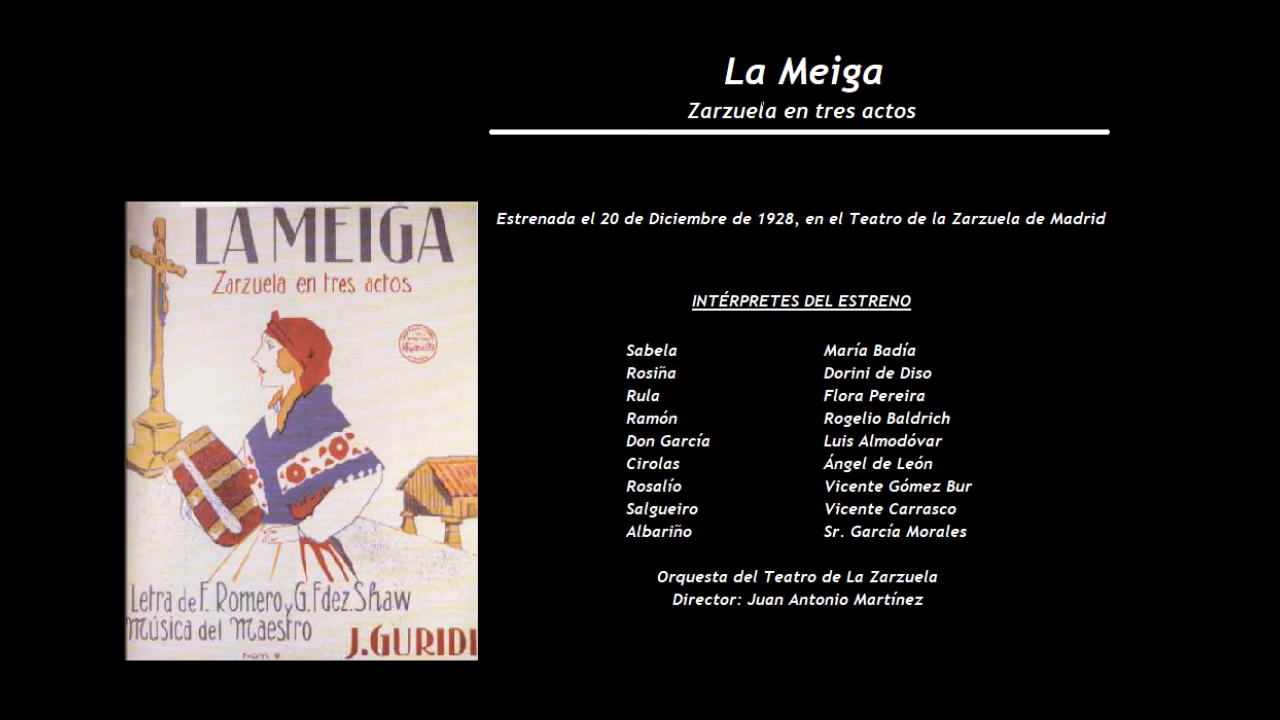 La Meiga
Zarzuela en tres actos
Estrenada el 20 de Diciembre de 1928, en el Teatro de la Zarzuela de Madrid
INTÉRPRETES DEL ESTRENO
Sabela María Badía
Rosiña Dorini de Diso
Rula Flora Pereira
Ramón Rogelio Baldrich
Don García Luis Almodóvar
Cirolas Ángel de León
Rosalío Vicente Gómez Bur
Salgueiro Vicente Carrasco
Albariño Sr. García Morales
Orquesta del Teatro de La Zarzuela
Director: Juan Antonio Martínez
LA MEIGA
Zarzuela en tres actos
Letra de F. Romero y G. Fdez. Shaw
Música del Maestro
J. GURIDI